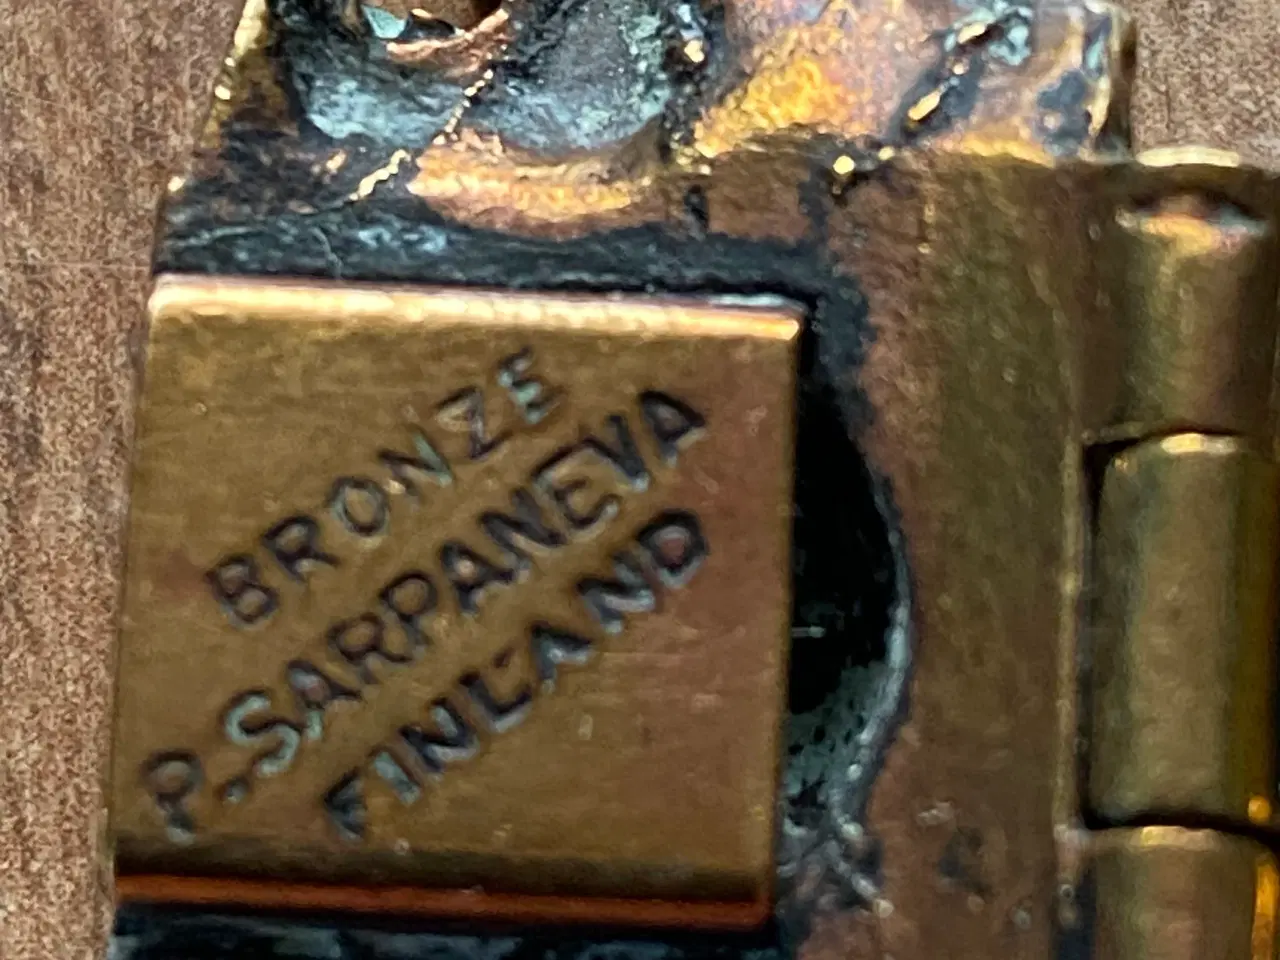 BRONZE
P. SARPANEVA
FINLAND